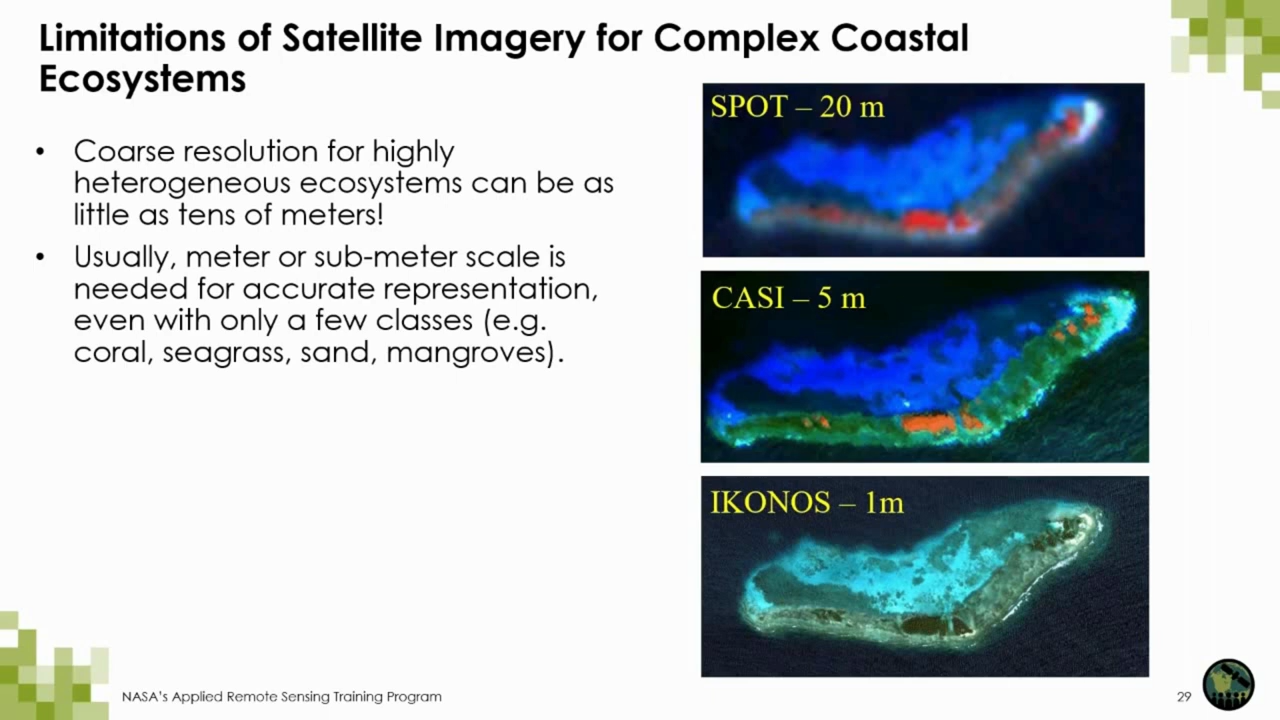 Limitations of Satellite Imagery for Complex Coastal
Ecosystems
• Coarse resolution for highly
heterogeneous ecosystems can be as
little as tens of meters!
• Usually, meter or sub-meter scale is
needed for accurate representation,
even with only a few classes (e.g.
coral, seagrass, sand, mangroves).
SPOT – 20 m
CASI – 5 m
IKONOS – 1m
NASA's Applied Remote Sensing Training Program
29